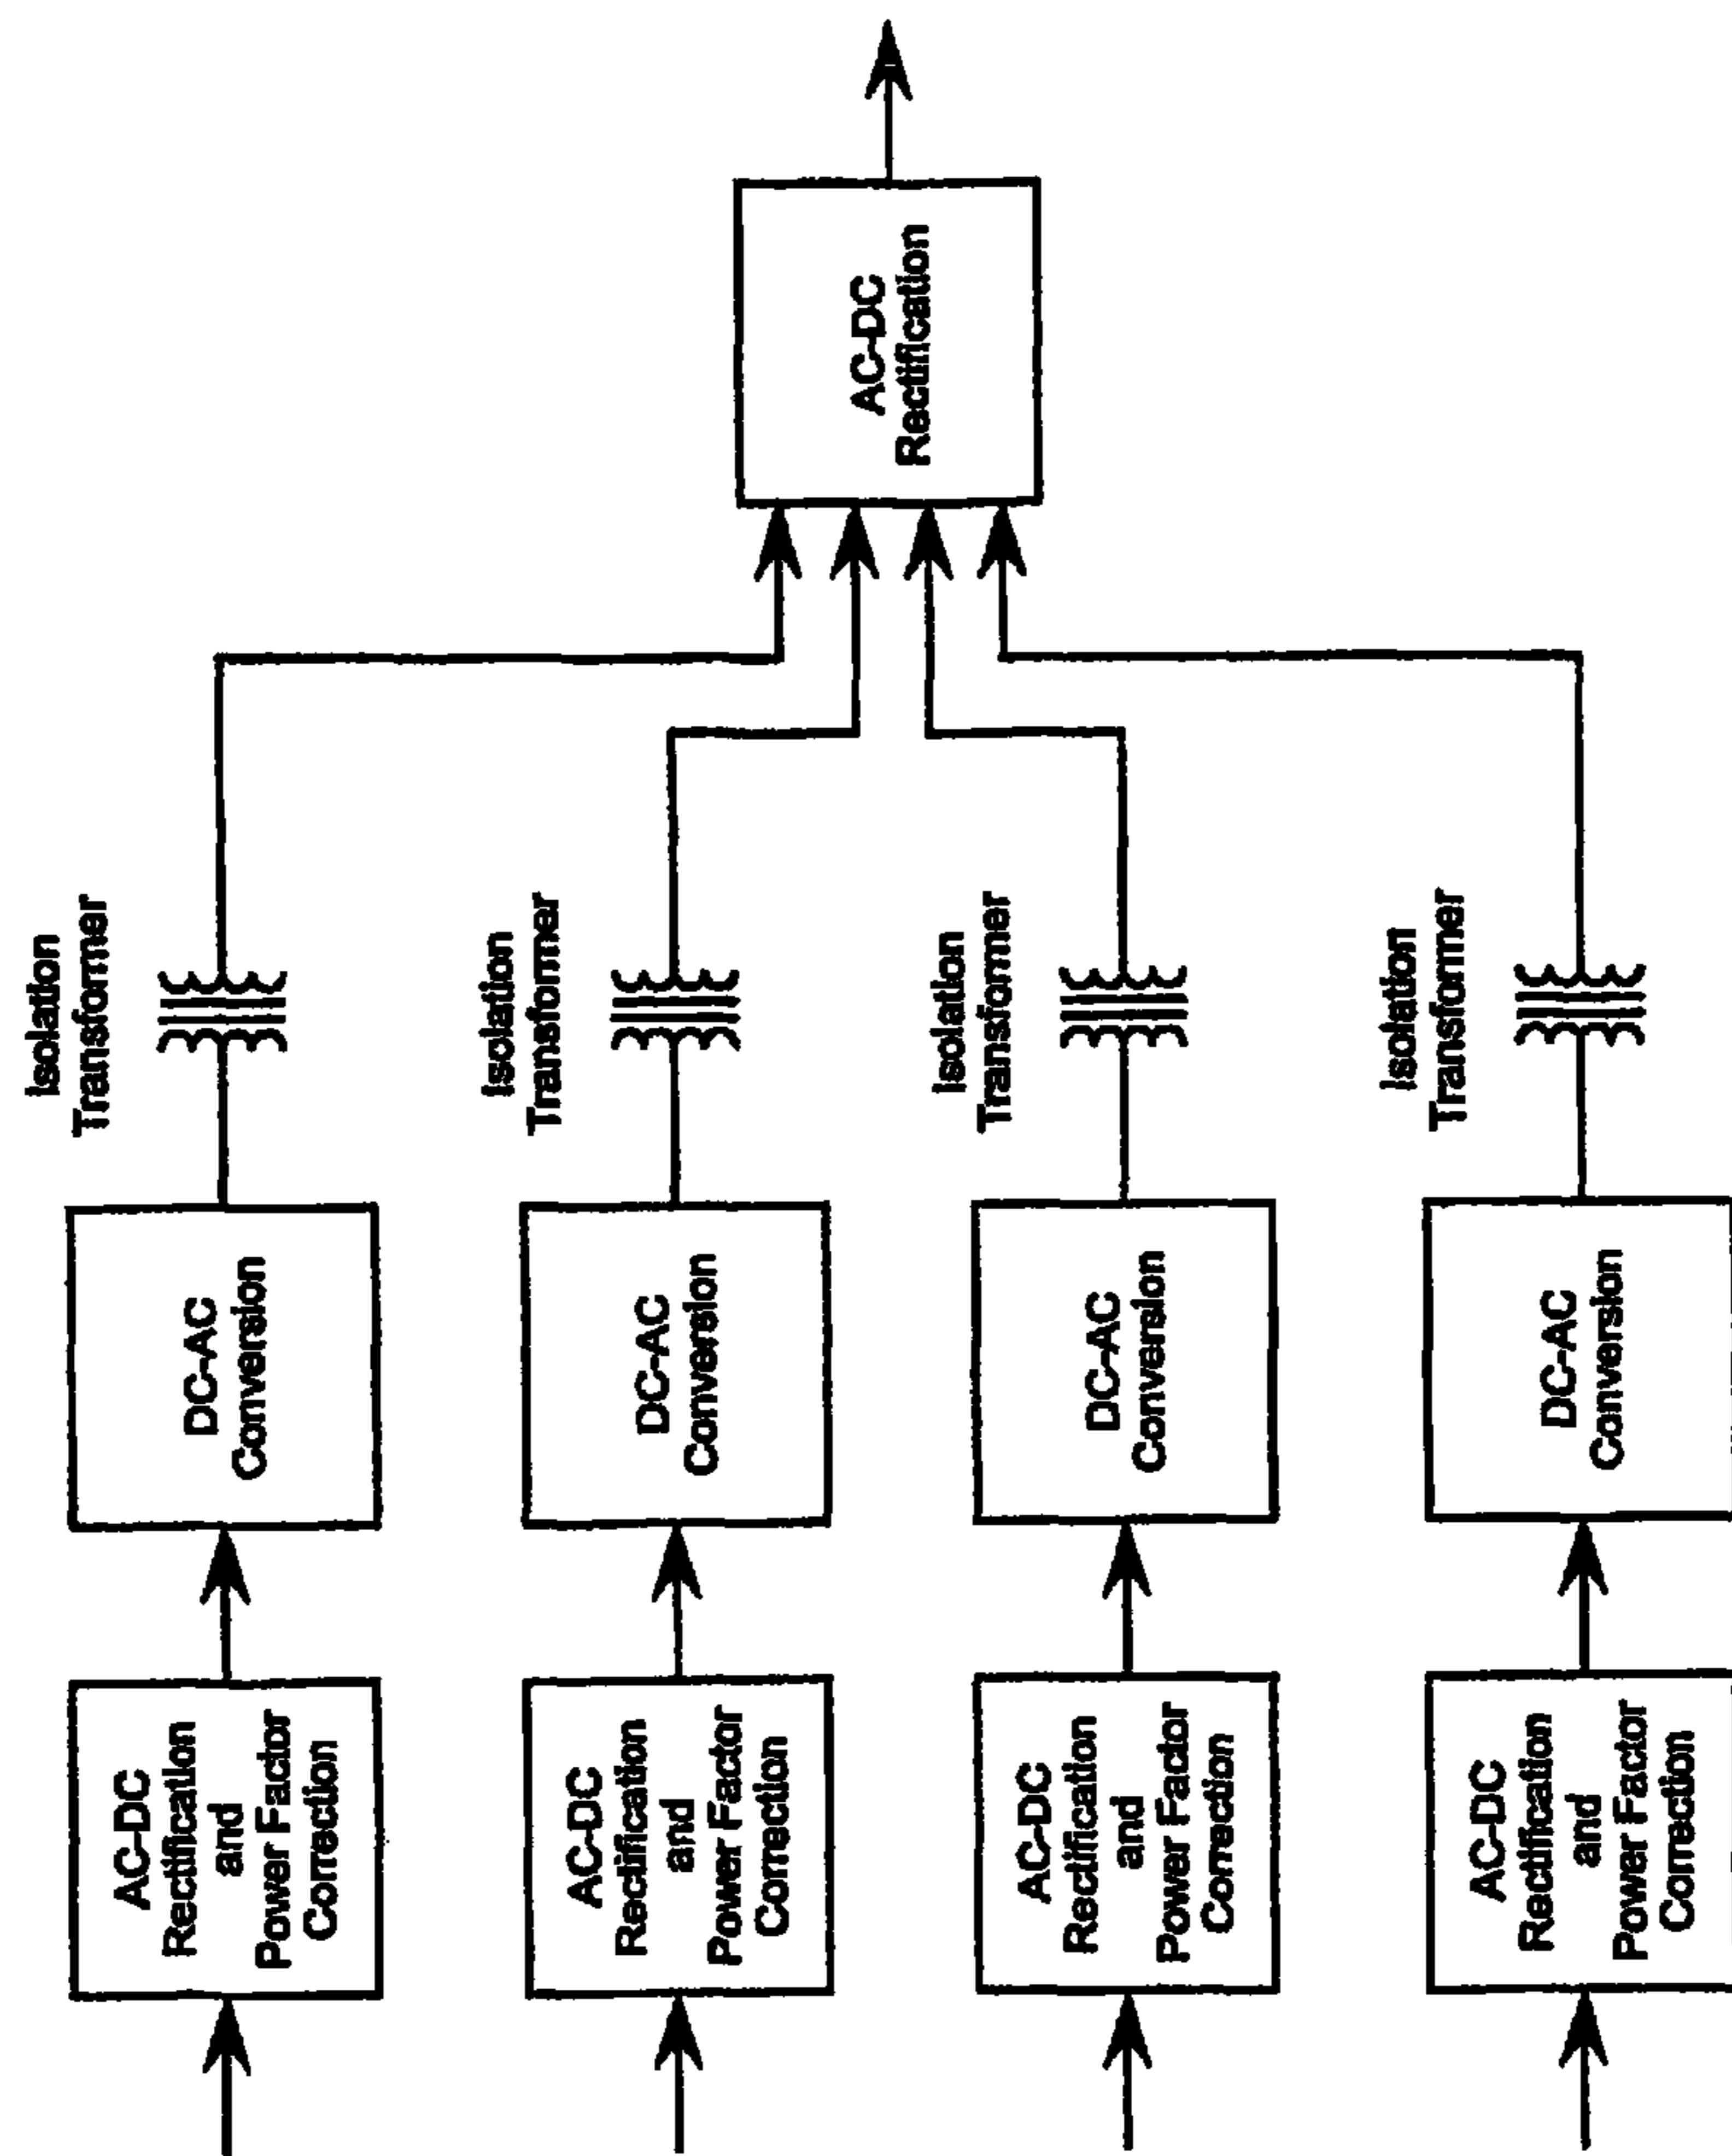 Isolation
Transformer
AC-DC
Rectification
and
Power Factor
Correction
DC-AC
Conversion
Isolation
Transformer
AC-DC
Rectification
and
Power Factor
Correction
DC-AC
Conversion
AC-DC
Rectification
Isolation
Transformer
AC-DC
Rectification
and
Power Factor
Correction
DC-AC
Conversion
Isolation
Transformer
AC-DC
Rectification
and
Power Factor
Correction
DC-AC
Conversion